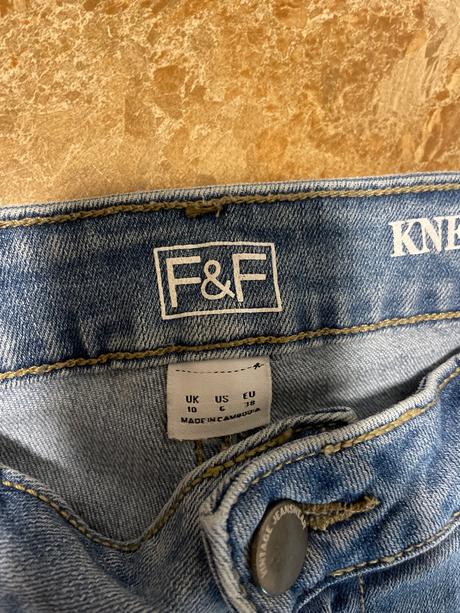 F&F
KNE
UK US EU
10 6 38
MADE IN CAMBODIA